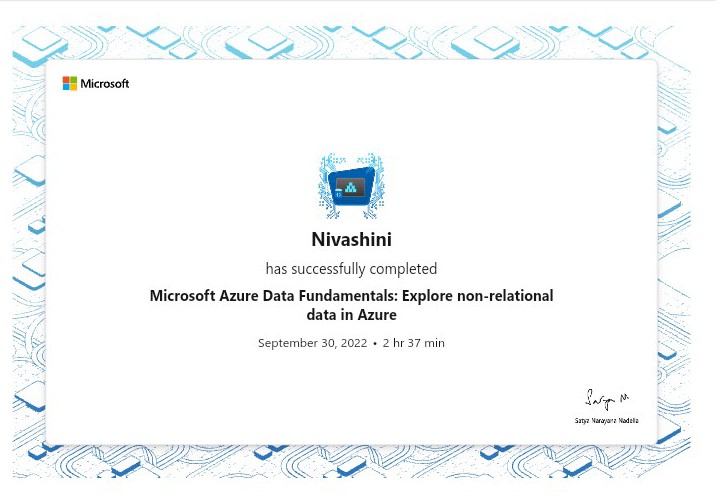 Microsoft
Nivashini
has successfully completed
Microsoft Azure Data Fundamentals: Explore non-relational
data in Azure
September 30, 2022 • 2 hr 37 min
Satya Narayana Nadella